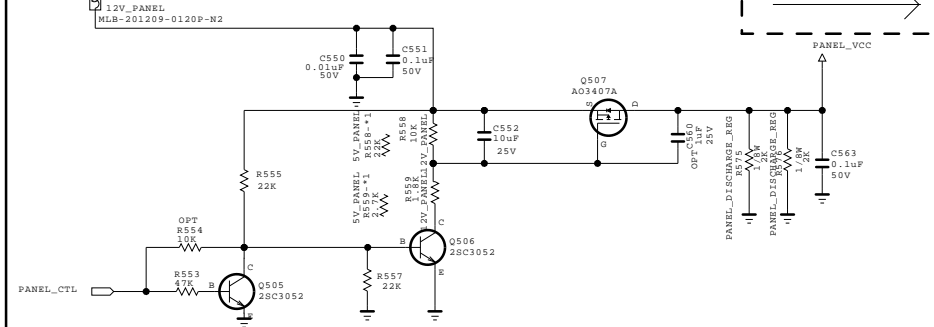 12V_PANEL
MLB-201209-0120P-N2
PANEL_VCC
C550
0.01uF
50V
C551
0.1uF
50V
Q507
AO3407A
S
D
G
5V_PANEL
R558-*1
22K
R558
10K
12V_PANEL
C552
10uF
25V
OPT C560
1uF
25V
PANEL_DISCHARGE_REG
R575
1/8W
2K
PANEL_DISCHARGE_REG
R576
1/8W
2K
C563
0.1uF
50V
R555
22K
5V_PANEL
R559-*1
2.7K
R559
1.8K
12V_PANEL
OPT
R554
10K
C
B
Q506
2SC3052
E
R553
47K
C
B
Q505
2SC3052
E
R557
22K
PANEL_CTL